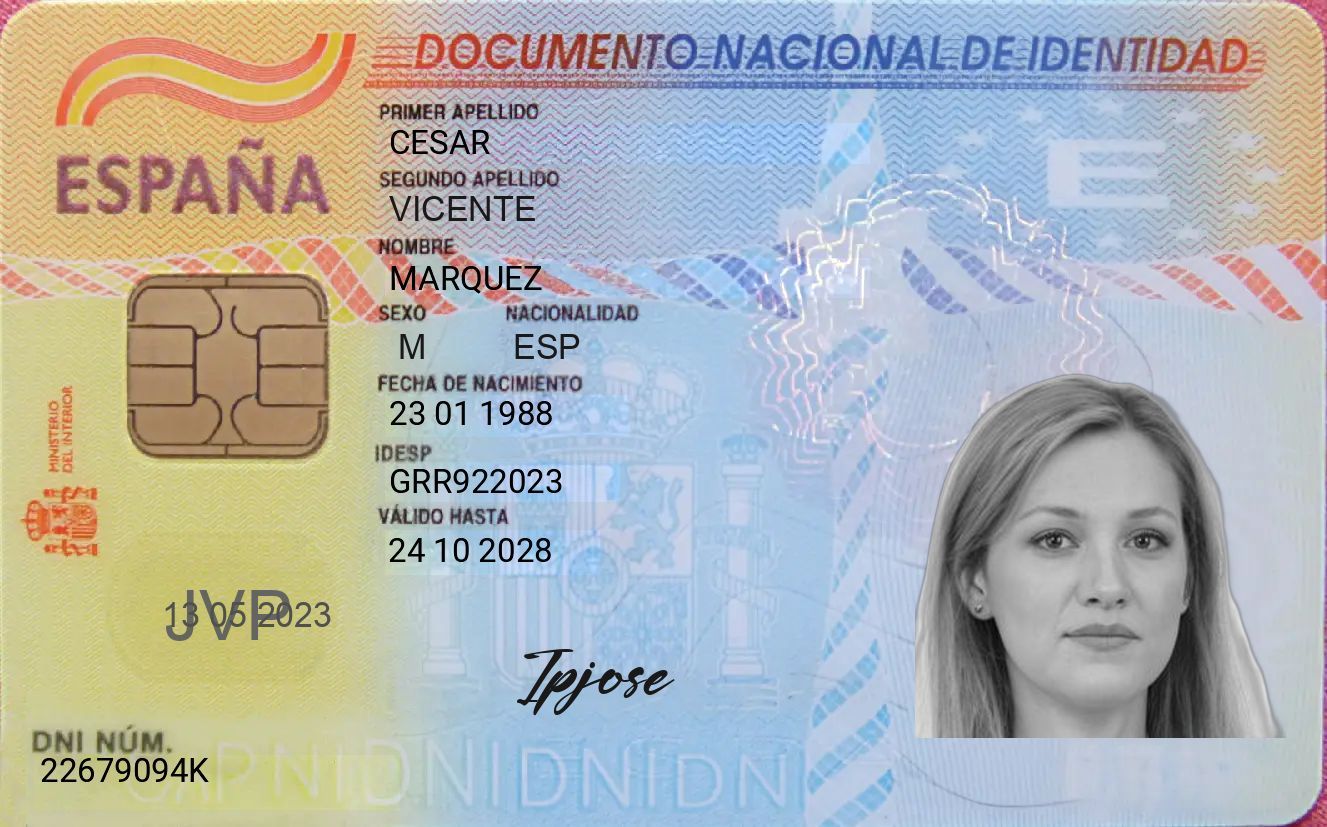 DOCUMENTO NACIONAL DE IDENTIDAD
ESPAÑA
PRIMER APELLIDO
CESAR
SEGUNDO APELLIDO
VICENTE
NOMBRE
MARQUEZ
SEXO NACIONALIDAD
M ESP
FECHA DE NACIMIENTO
23 01 1988
IDESP
GRR922023
VÁLIDO HASTA
24 10 2028
MINISTERIO
DEL INTERIOR
JVP
13 05 2023
Ipjose
DNI NÚM.
22679094K
E